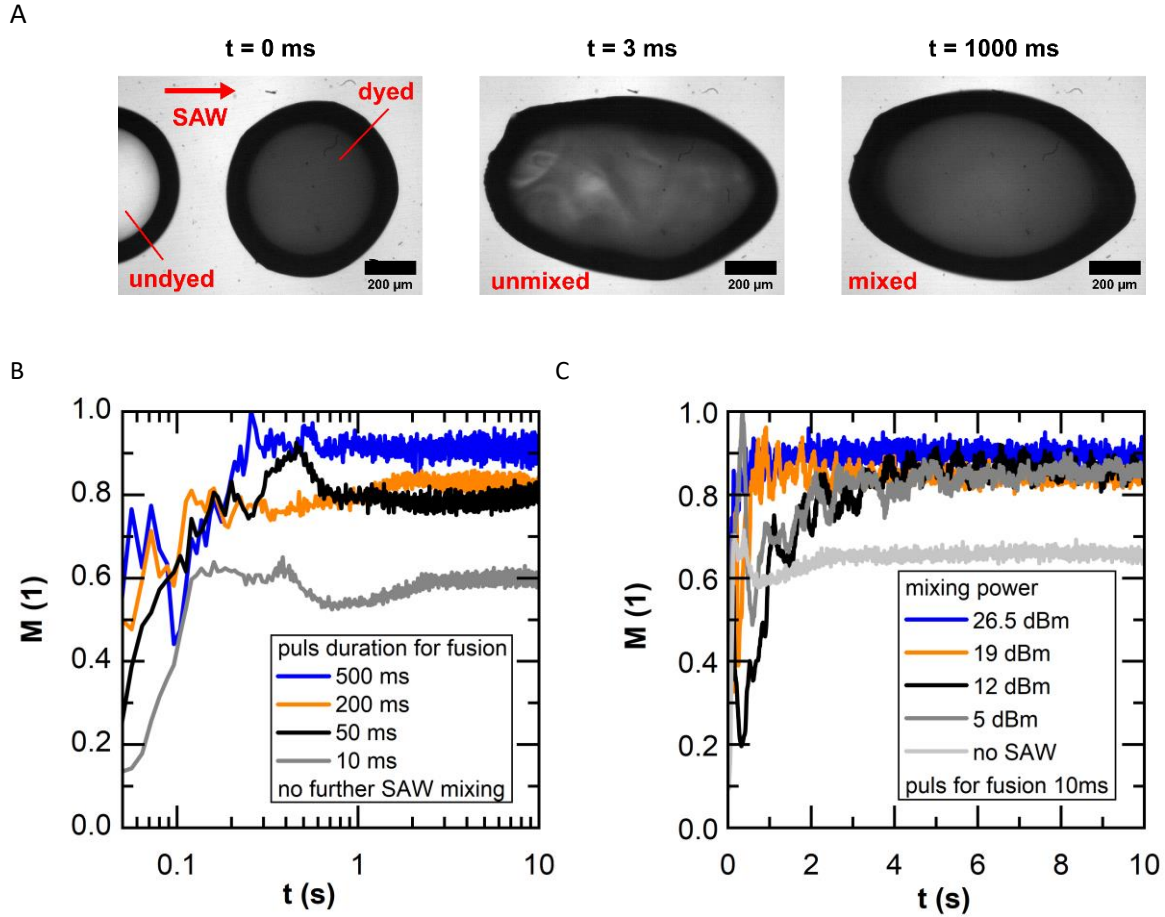 A
t = 0 ms
t = 3 ms
t = 1000 ms
SAW
dyed
undyed
200 µm
unmixed
200 µm
mixed
200 µm
B
M (1)
1.0
0.8
0.6
0.4
0.2
0.0
puls duration for fusion
500 ms
200 ms
50 ms
10 ms
no further SAW mixing
0.1
1
10
t (s)
C
M (1)
1.0
0.8
0.6
0.4
0.2
0.0
mixing power
26.5 dBm
19 dBm
12 dBm
5 dBm
no SAW
puls for fusion 10ms
0
2
4
6
8
10
t (s)